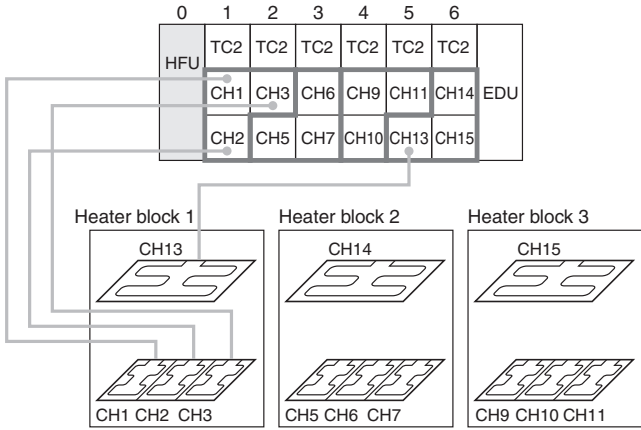 0 1 2 3 4 5 6
HFU TC2 TC2 TC2 TC2 TC2 TC2 EDU
CH1 CH3 CH6 CH9 CH11 CH14
CH2 CH5 CH7 CH10 CH13 CH15
Heater block 1 Heater block 2 Heater block 3
CH13 CH14 CH15
CH1 CH2 CH3 CH5 CH6 CH7 CH9 CH10 CH11